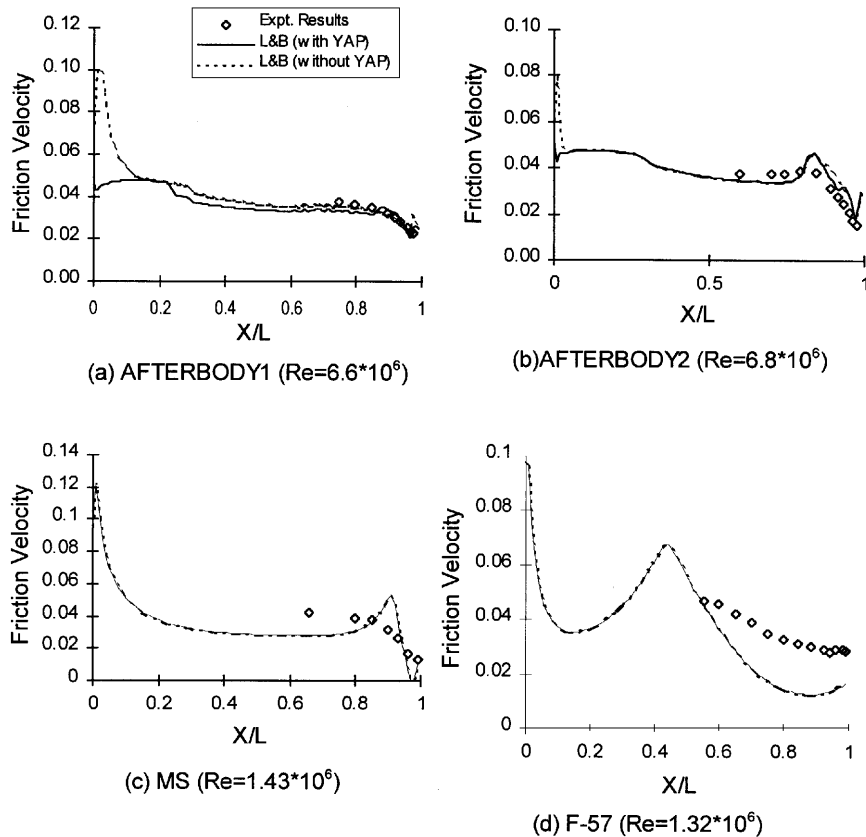 Expt. Results
L&B (with YAP)
L&B (without YAP)
Friction Velocity
0.12
0.10
0.08
0.06
0.04
0.02
0.00
0 0.2 0.4 0.6 0.8 1
X/L
(a) AFTERBODY1 (Re=6.6*10⁶)
Friction Velocity
0.10
0.08
0.06
0.04
0.02
0.00
0 0.5 1
X/L
(b)AFTERBODY2 (Re=6.8*10⁶)
Friction Velocity
0.14
0.12
0.1
0.08
0.06
0.04
0.02
0
0 0.2 0.4 0.6 0.8 1
X/L
(c) MS (Re=1.43*10⁶)
Friction Velocity
0.1
0.08
0.06
0.04
0.02
0
0 0.2 0.4 0.6 0.8 1
X/L
(d) F-57 (Re=1.32*10⁶)